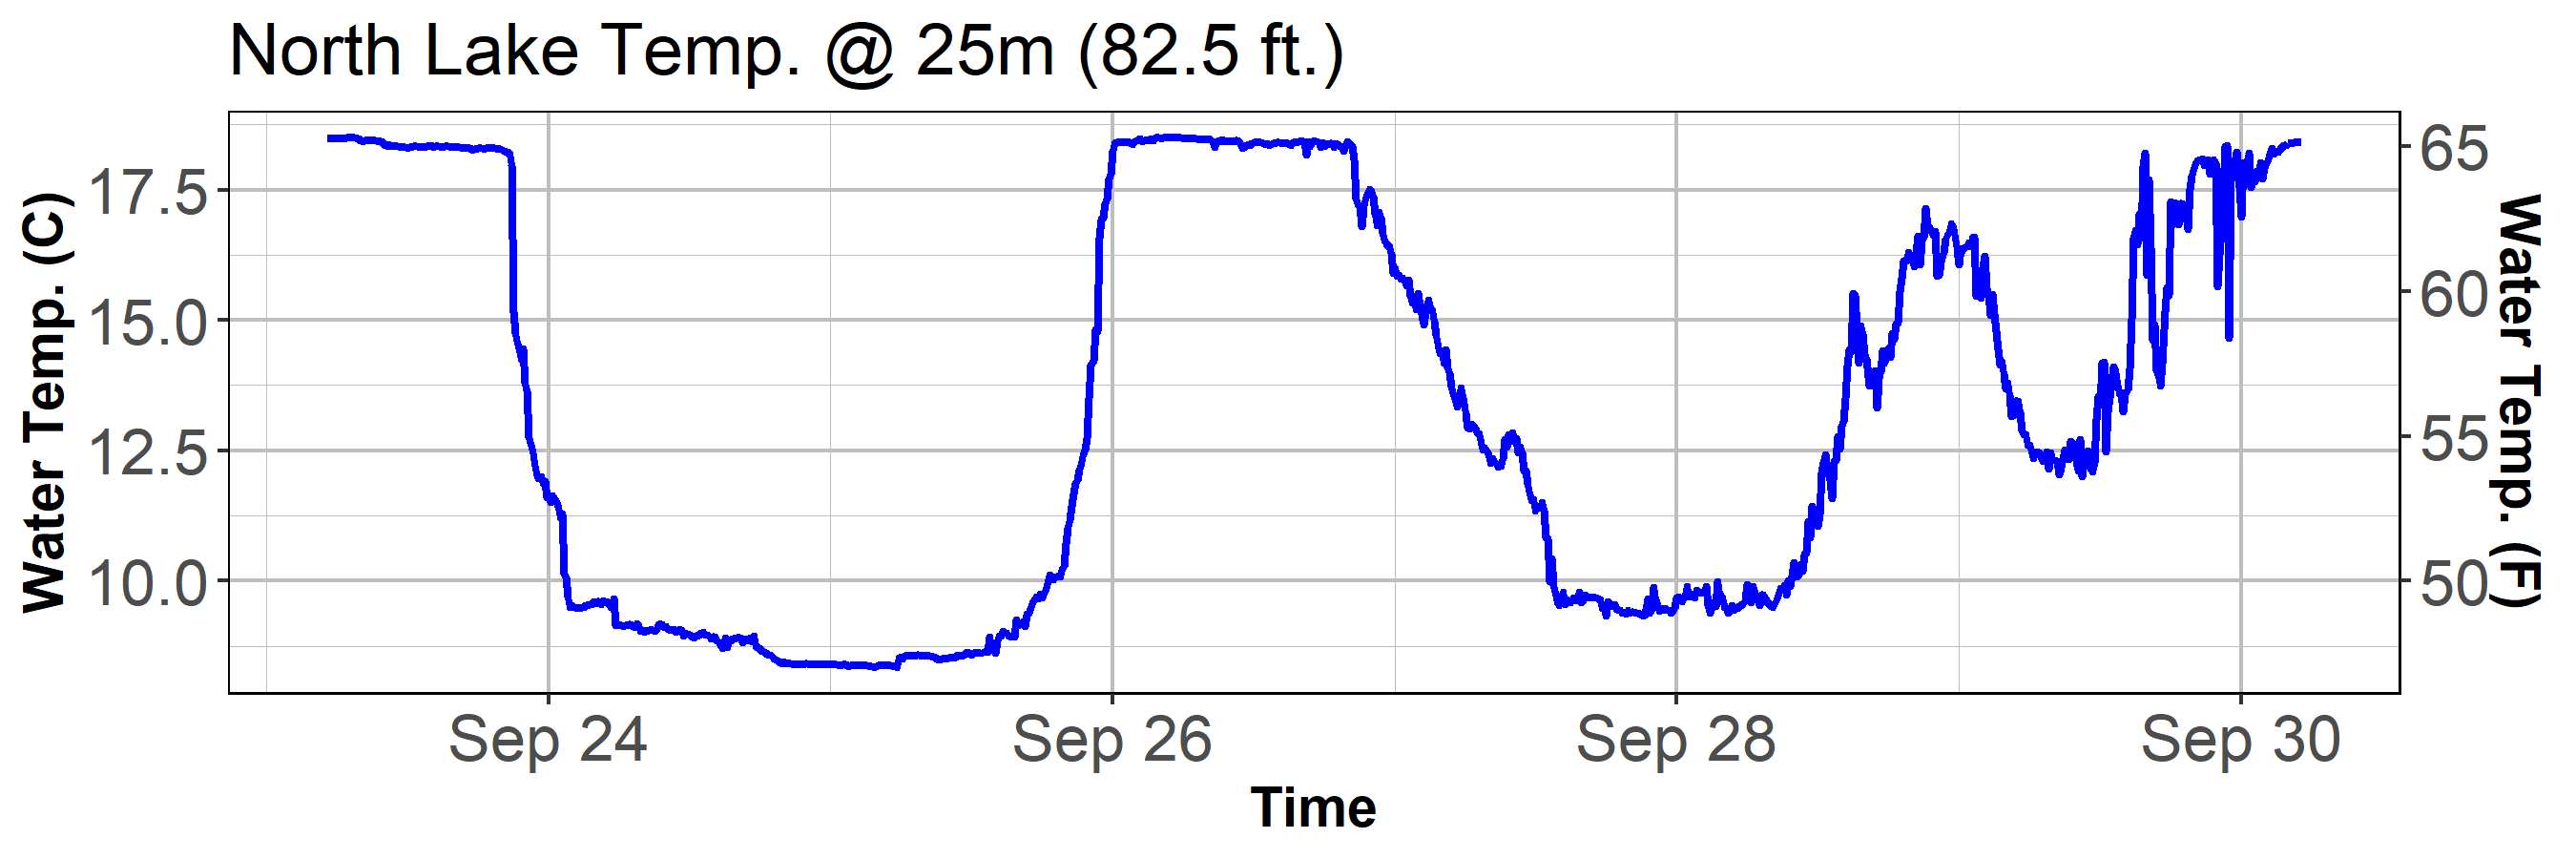 North Lake Temp. @ 25m (82.5 ft.)
Water Temp. (C)
17.5
15.0
12.5
10.0
65
60
55
50
Water Temp. (F)
Sep 24
Sep 26
Sep 28
Sep 30
Time